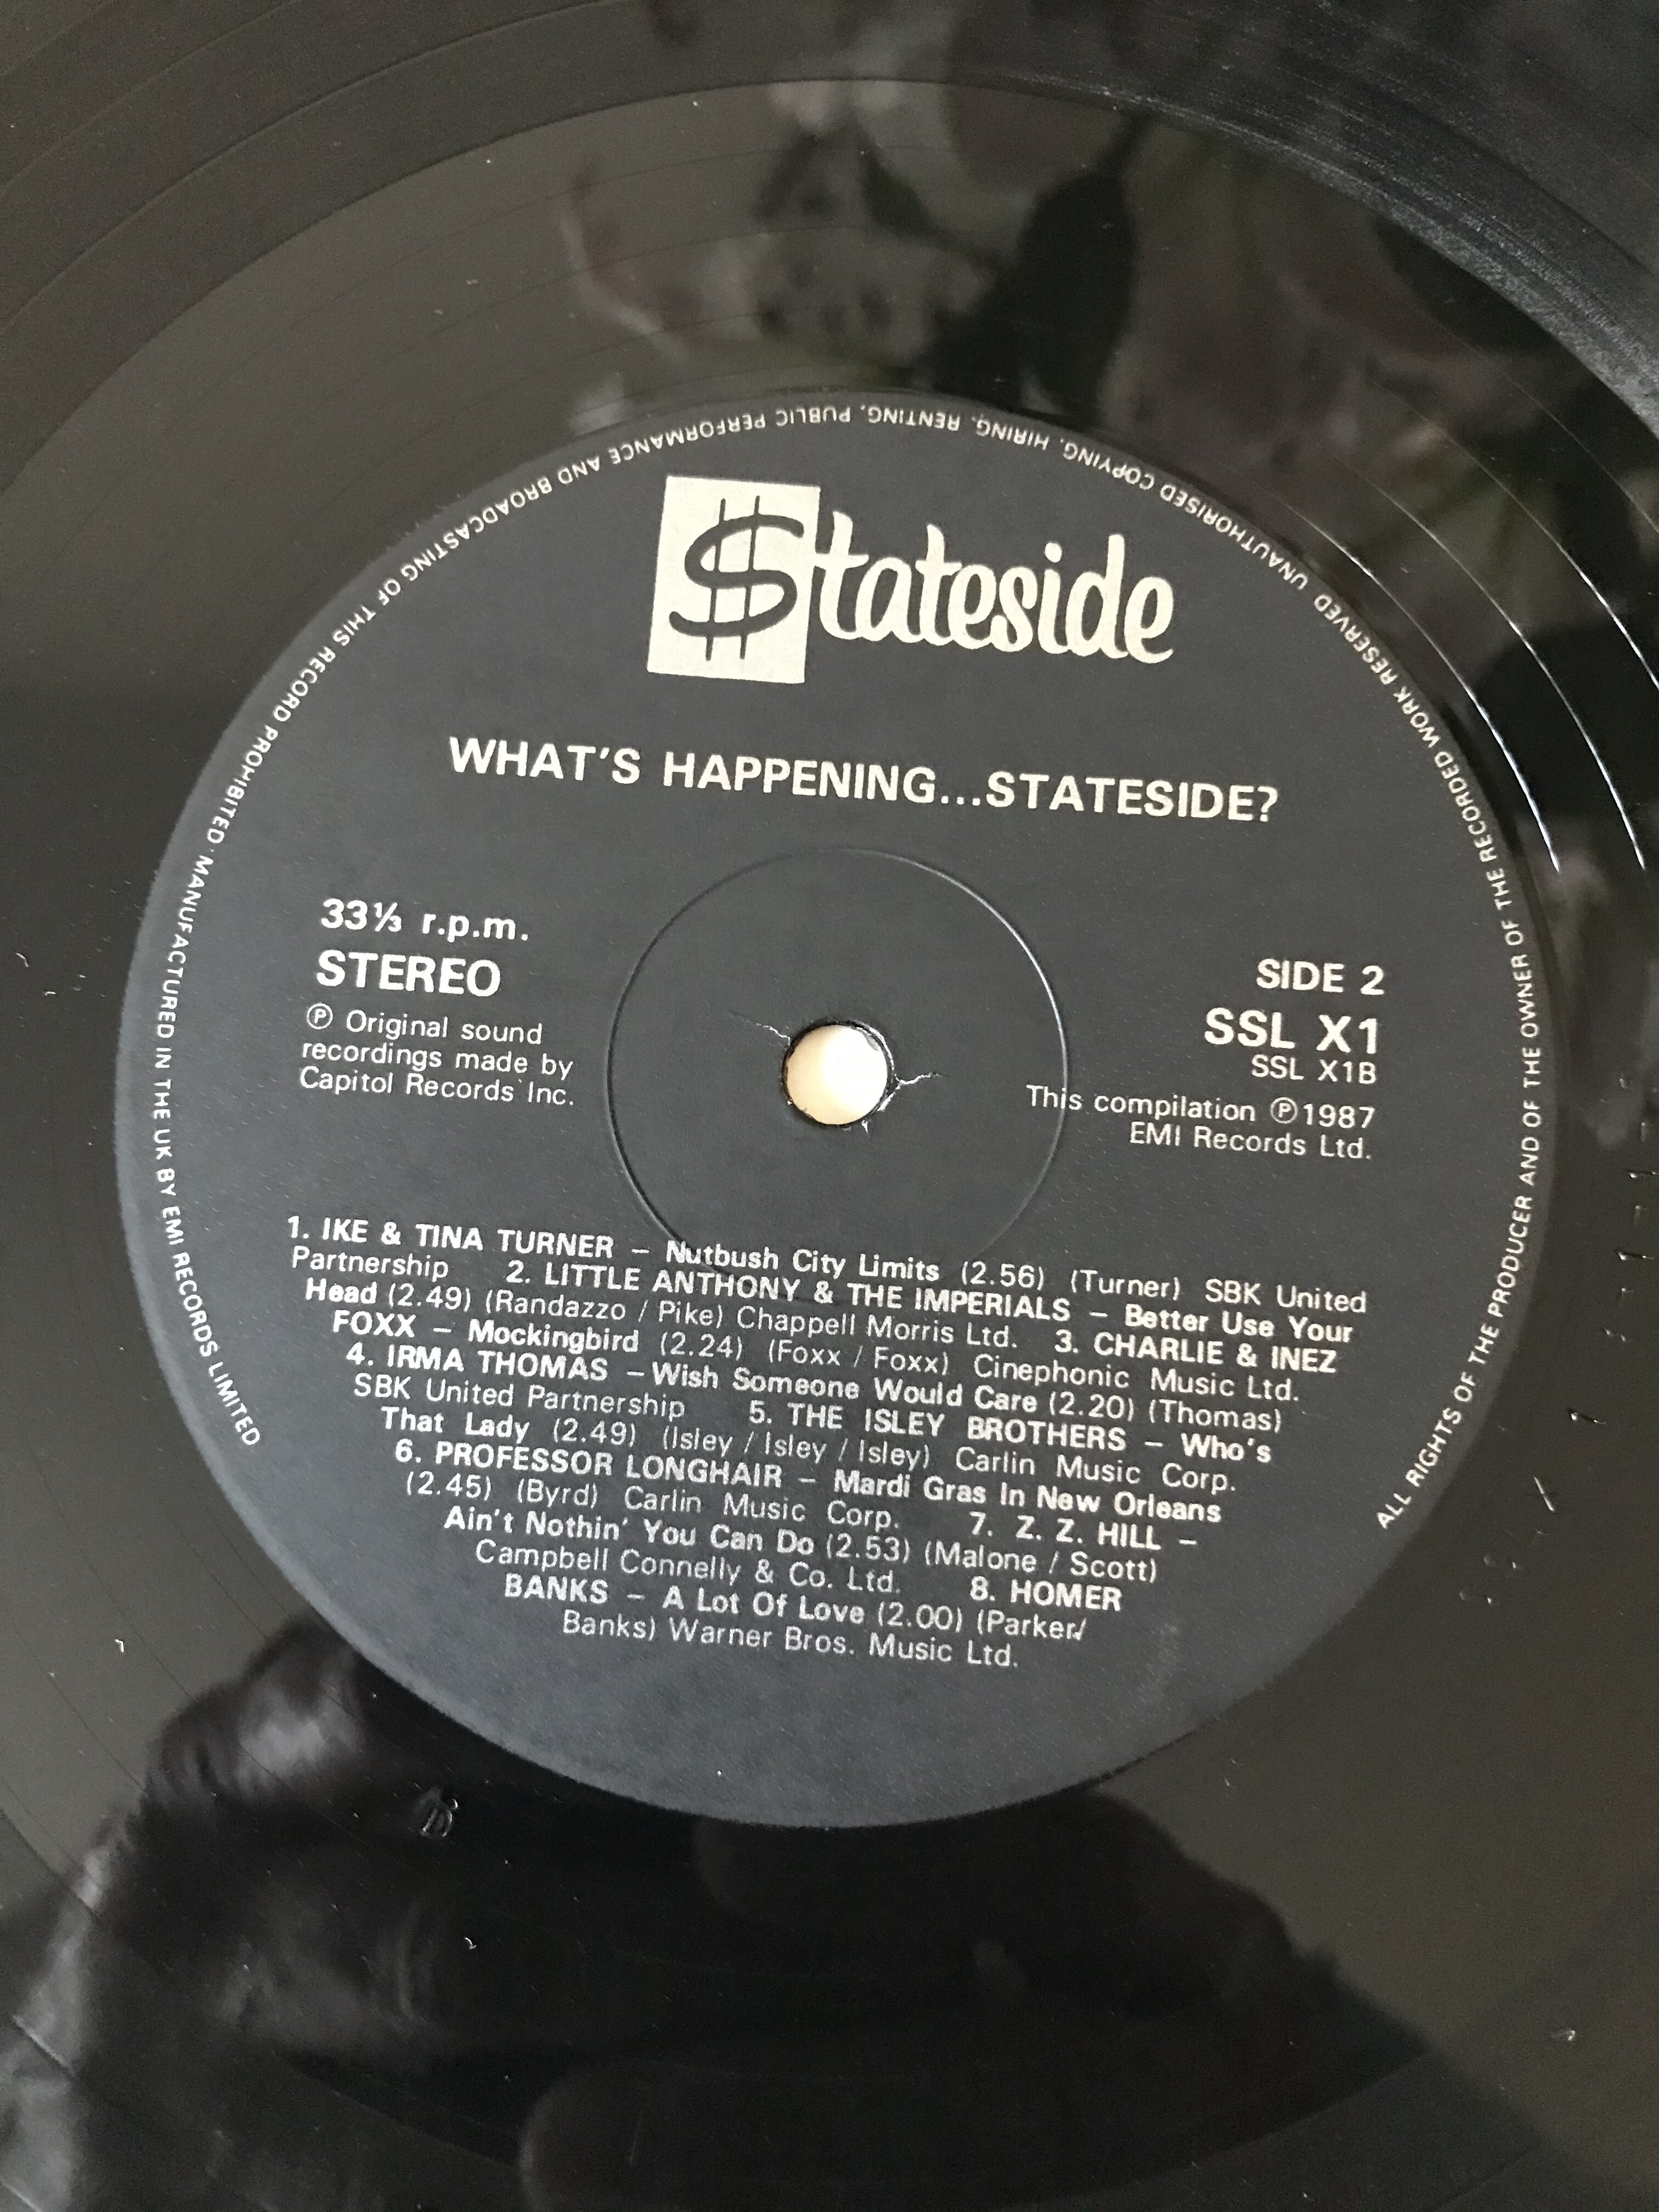 $tateside
WHAT'S HAPPENING...STATESIDE?
33⅓ r.p.m.
STEREO
℗ Original sound
recordings made by
Capitol Records Inc.
SIDE 2
SSL X1
SSL X1B
This compilation ℗1987
EMI Records Ltd.
1. IKE & TINA TURNER – Nutbush City Limits (2.56) (Turner) SBK United
Partnership 2. LITTLE ANTHONY & THE IMPERIALS – Better Use Your
Head (2.49) (Randazzo / Pike) Chappell Morris Ltd. 3. CHARLIE & INEZ
FOXX – Mockingbird (2.24) (Foxx / Foxx) Cinephonic Music Ltd.
4. IRMA THOMAS – Wish Someone Would Care (2.20) (Thomas)
SBK United Partnership 5. THE ISLEY BROTHERS – Who's
That Lady (2.49) (Isley / Isley / Isley) Carlin Music Corp.
6. PROFESSOR LONGHAIR – Mardi Gras In New Orleans
(2.45) (Byrd) Carlin Music Corp. 7. Z. Z. HILL –
Ain't Nothin' You Can Do (2.53) (Malone / Scott)
Campbell Connelly & Co. Ltd. 8. HOMER
BANKS – A Lot Of Love (2.00) (Parker/
Banks) Warner Bros. Music Ltd.
ALL RIGHTS OF THE PRODUCER AND OF THE OWNER OF THE RECORDED WORK RESERVED UNAUTHORISED COPYING, HIRING, RENTING, PUBLIC PERFORMANCE AND BROADCASTING OF THIS RECORD PROHIBITED · MANUFACTURED IN THE UK BY EMI RECORDS LIMITED